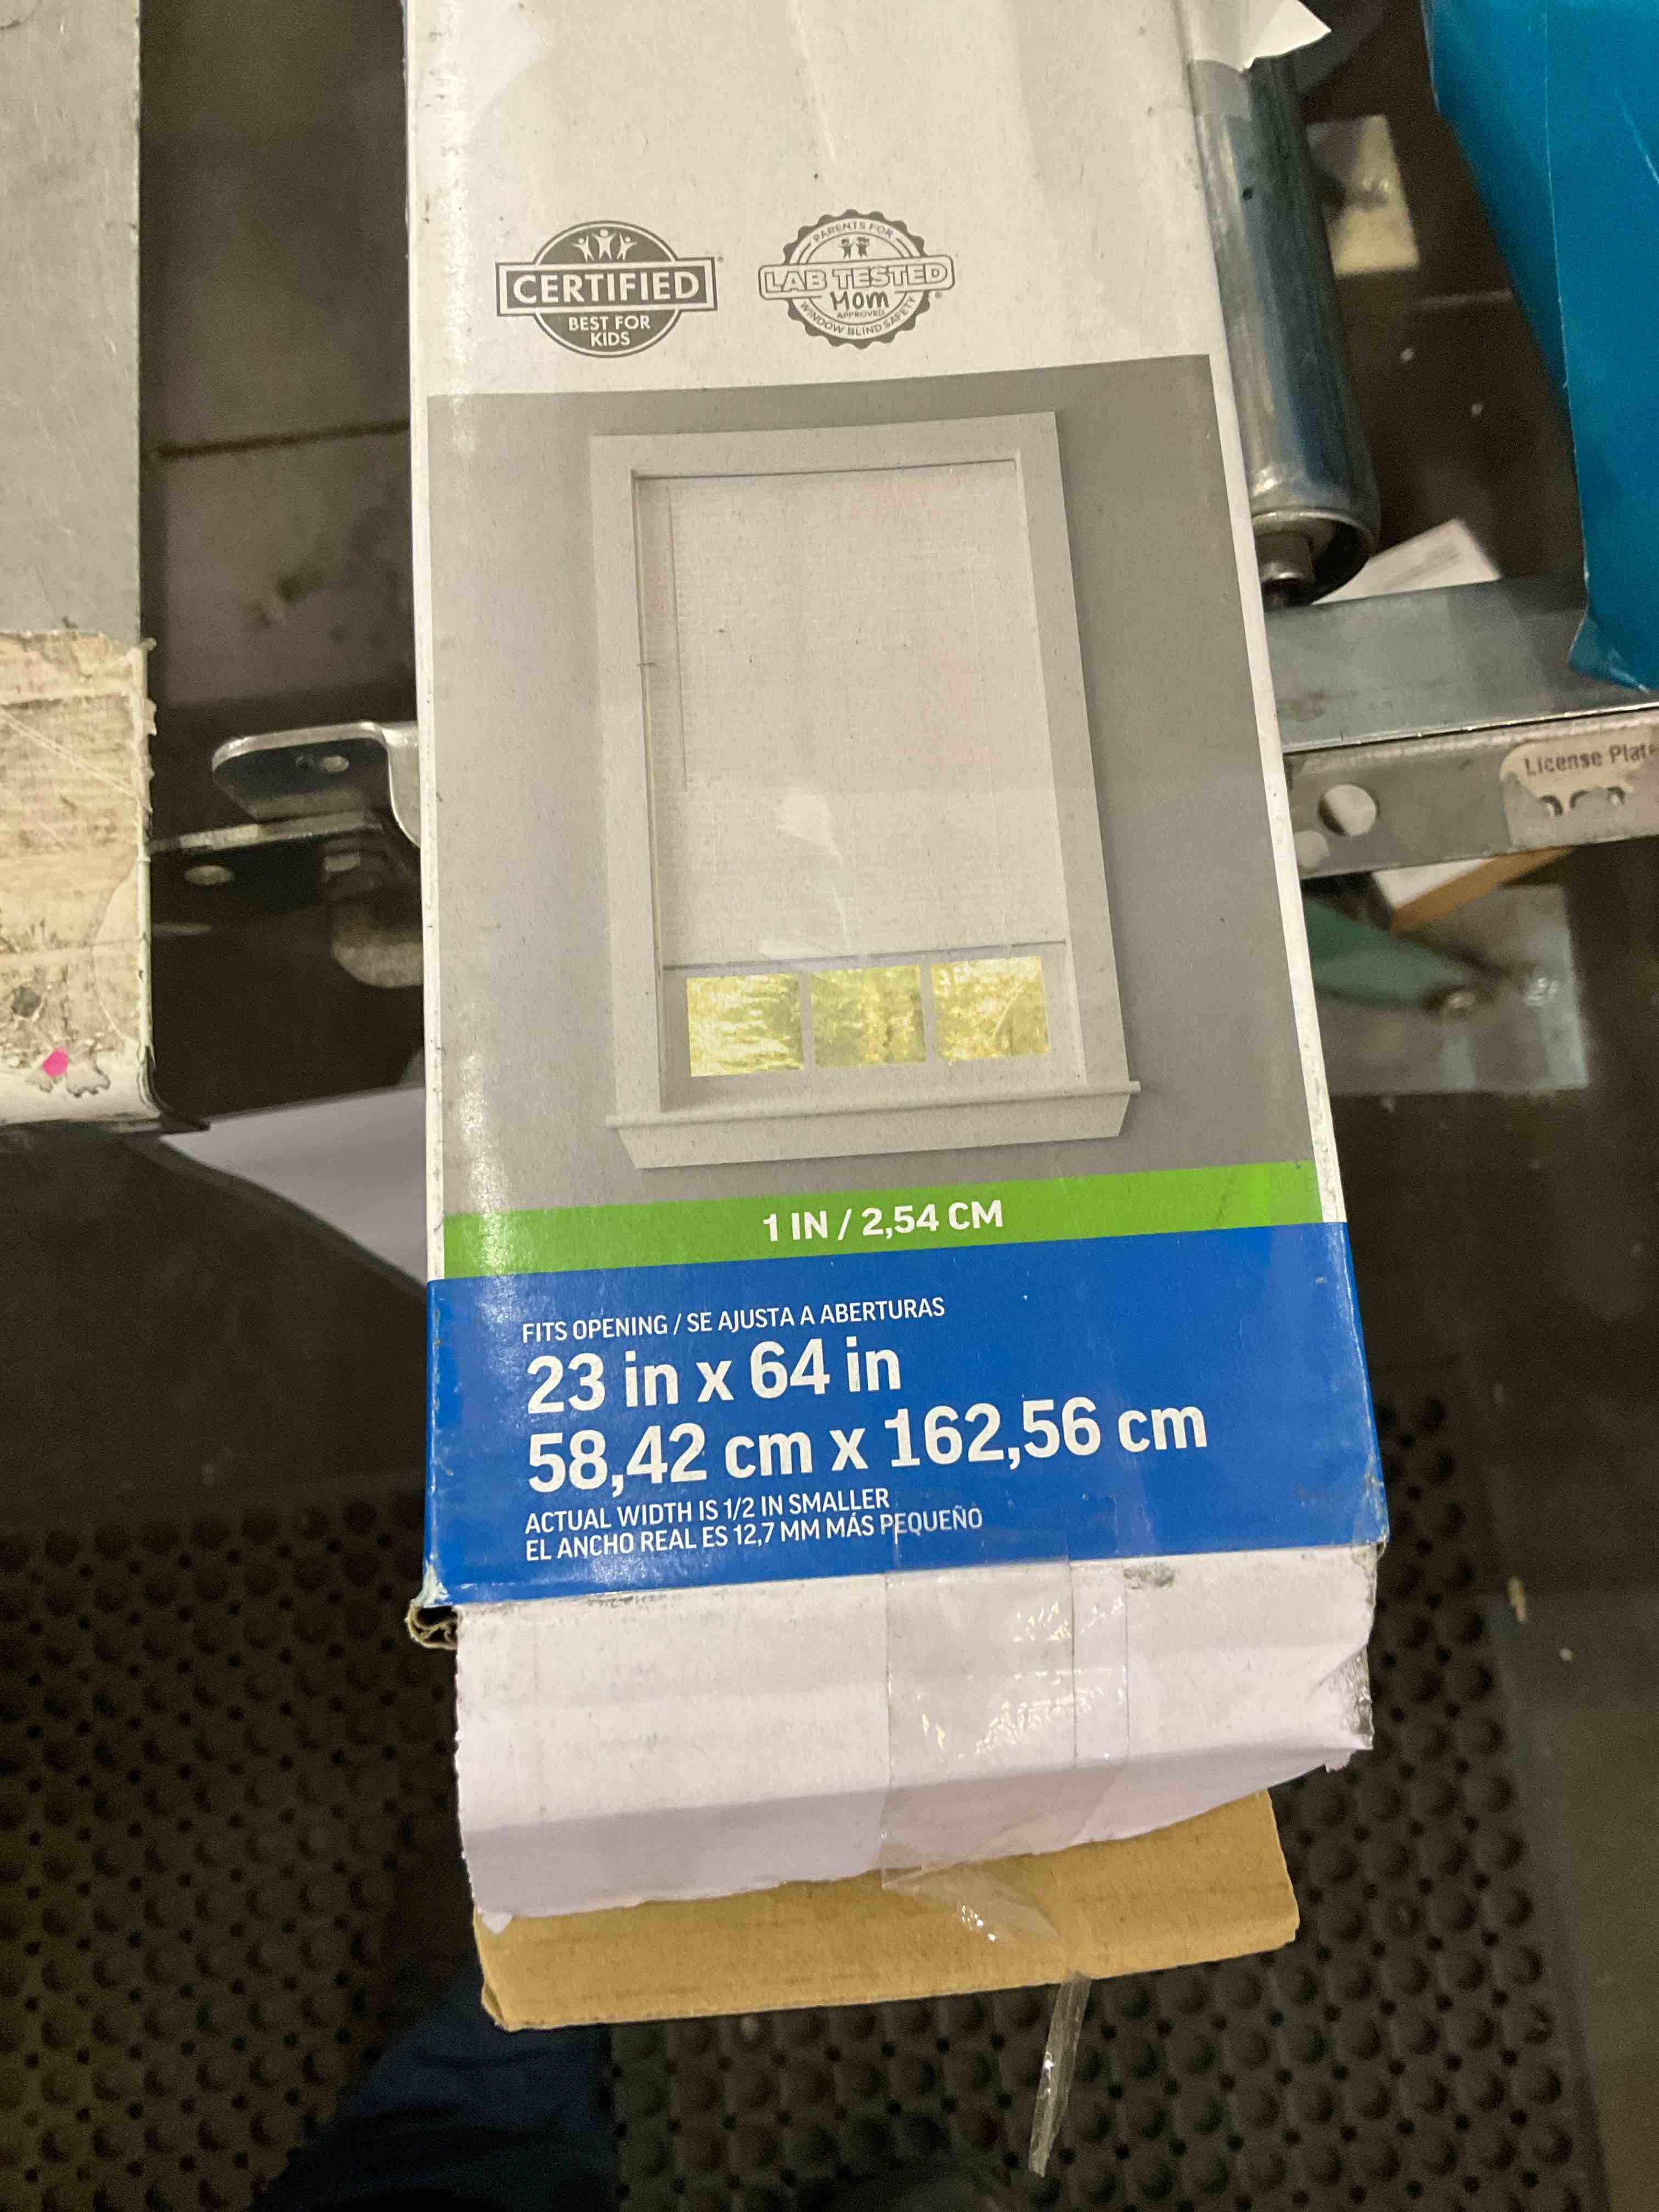 CERTIFIED
BEST FOR
KIDS
PARENTS FOR
LAB TESTED
Mom
APPROVED
WINDOW BLIND SAFETY
License
1 IN / 2,54 CM
FITS OPENING / SE AJUSTA A ABERTURAS
23 in x 64 in
58,42 cm x 162,56 cm
ACTUAL WIDTH IS 1/2 IN SMALLER
EL ANCHO REAL ES 12,7 MM MÁS PEQUEÑO